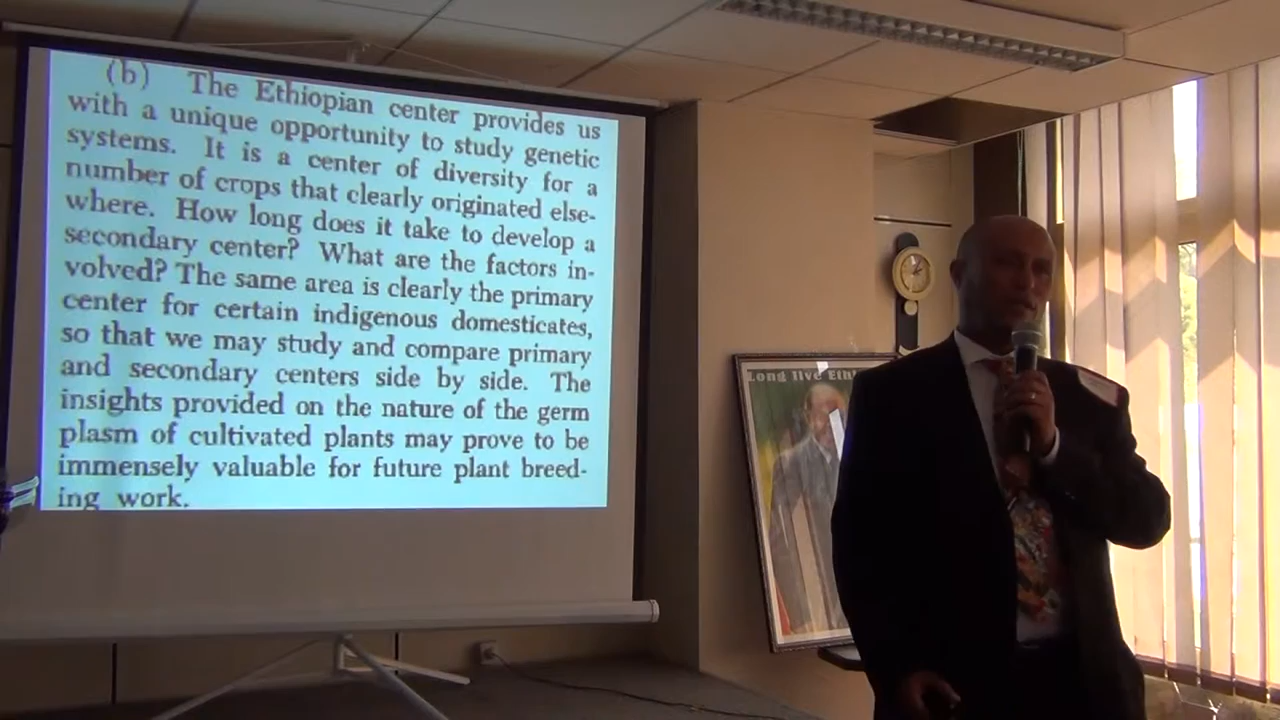 (b) The Ethiopian center provides us
with a unique opportunity to study genetic
systems. It is a center of diversity for a
number of crops that clearly originated else-
where. How long does it take to develop a
secondary center? What are the factors in-
volved? The same area is clearly the primary
center for certain indigenous domesticates,
so that we may study and compare primary
and secondary centers side by side. The
insights provided on the nature of the germ
plasm of cultivated plants may prove to be
immensely valuable for future plant breed-
ing work.
Long live